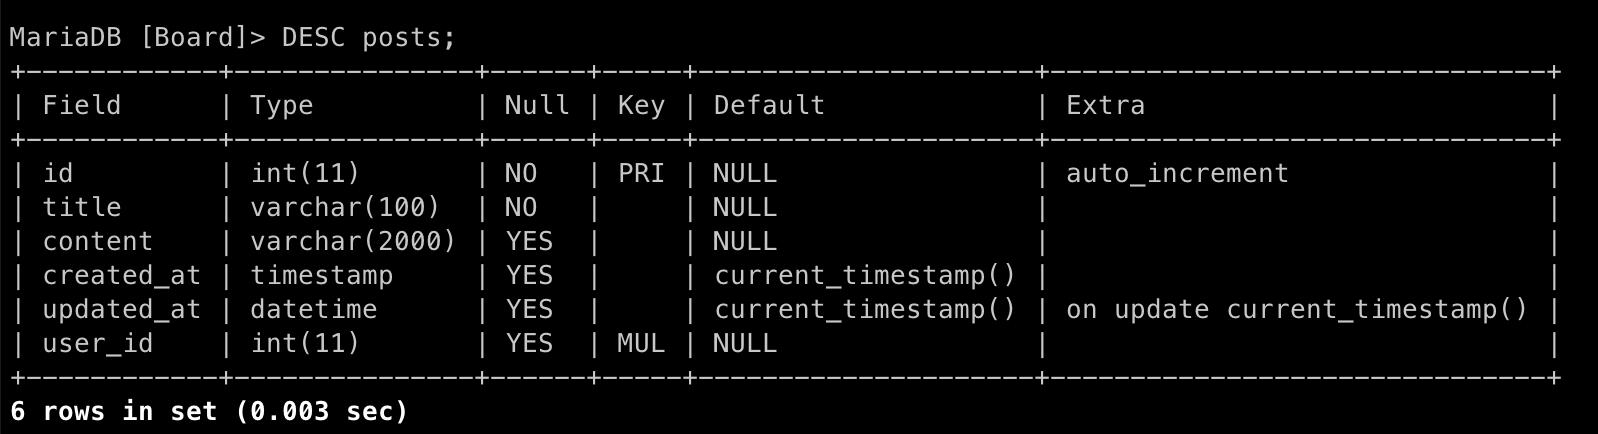 MariaDB [Board]> DESC posts;
+------------+---------------+------+-----+---------------------+-------------------------------+
| Field      | Type          | Null | Key | Default             | Extra                         |
+------------+---------------+------+-----+---------------------+-------------------------------+
| id         | int(11)       | NO   | PRI | NULL                | auto_increment                |
| title      | varchar(100)  | NO   |     | NULL                |                               |
| content    | varchar(2000) | YES  |     | NULL                |                               |
| created_at | timestamp     | YES  |     | current_timestamp() |                               |
| updated_at | datetime      | YES  |     | current_timestamp() | on update current_timestamp() |
| user_id    | int(11)       | YES  | MUL | NULL                |                               |
+------------+---------------+------+-----+---------------------+-------------------------------+
6 rows in set (0.003 sec)